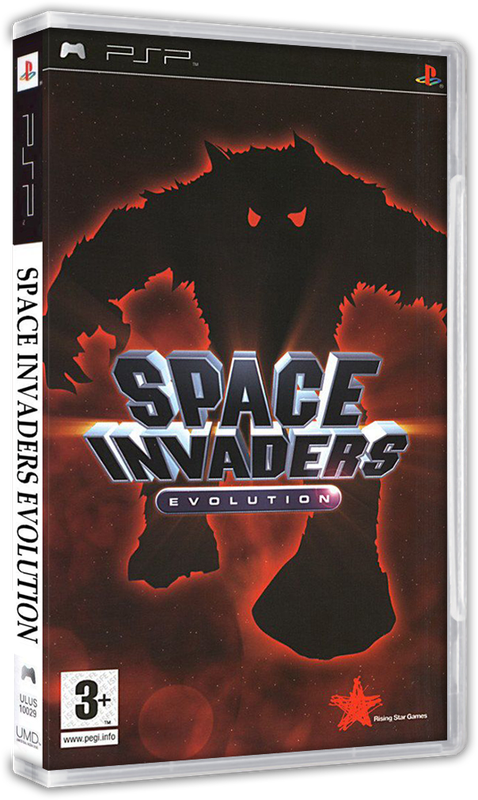 PSP
PSP
SPACE INVADERS EVOLUTION
ULUS
10029
UMD
SPACE
INVADERS
EVOLUTION
3+
www.pegi.info
Rising Star Games